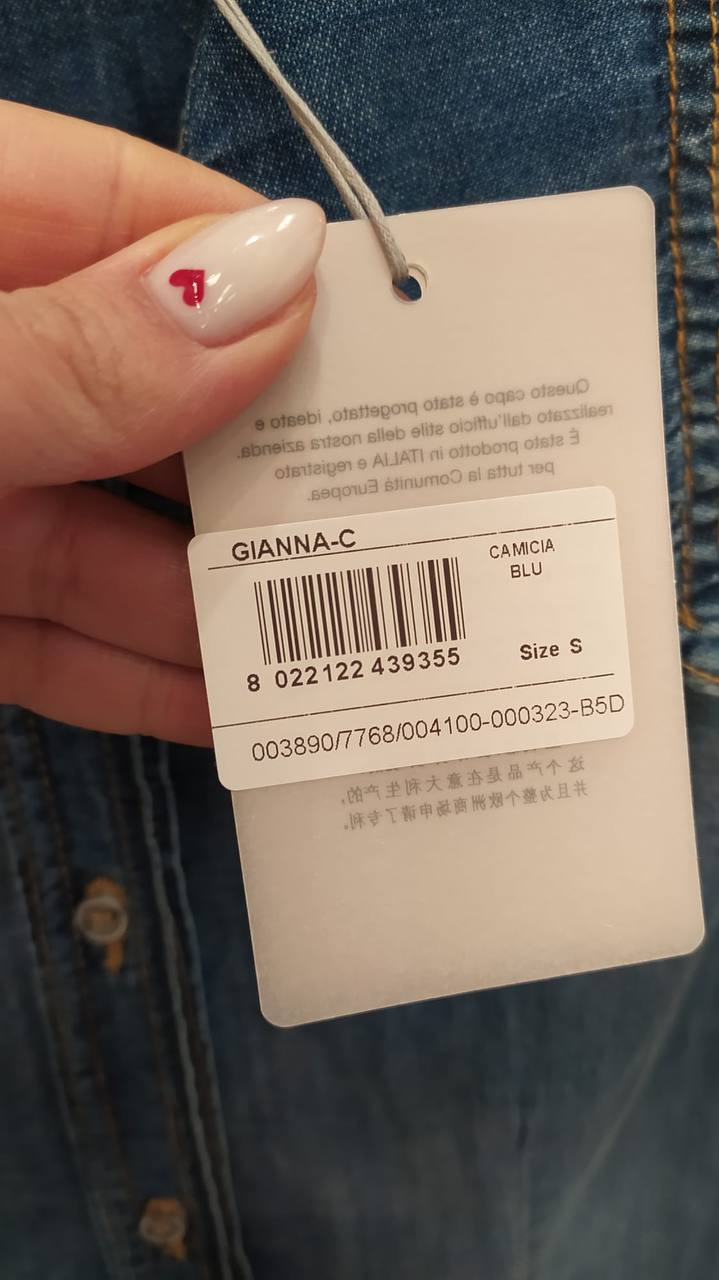 Questo capo è stato progettato, ideato e
realizzato dall'ufficio stile della nostra azienda.
È stato prodotto in ITALIA e registrato
per tutta la Comunità Europea.
GIANNA-C
CAMICIA
BLU
8 022122 439355
Size S
003890/7768/004100-000323-B5D
这个产品是在意大利生产的,
并且为整个欧洲商场申请了专利。